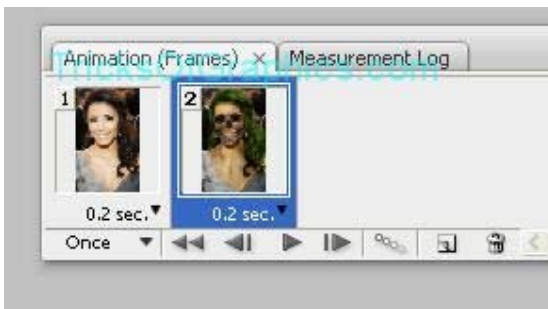 Animation (Frames) × Measurement Log
TricksOfGraphics.com
1 2
0.2 sec. 0.2 sec.
Once